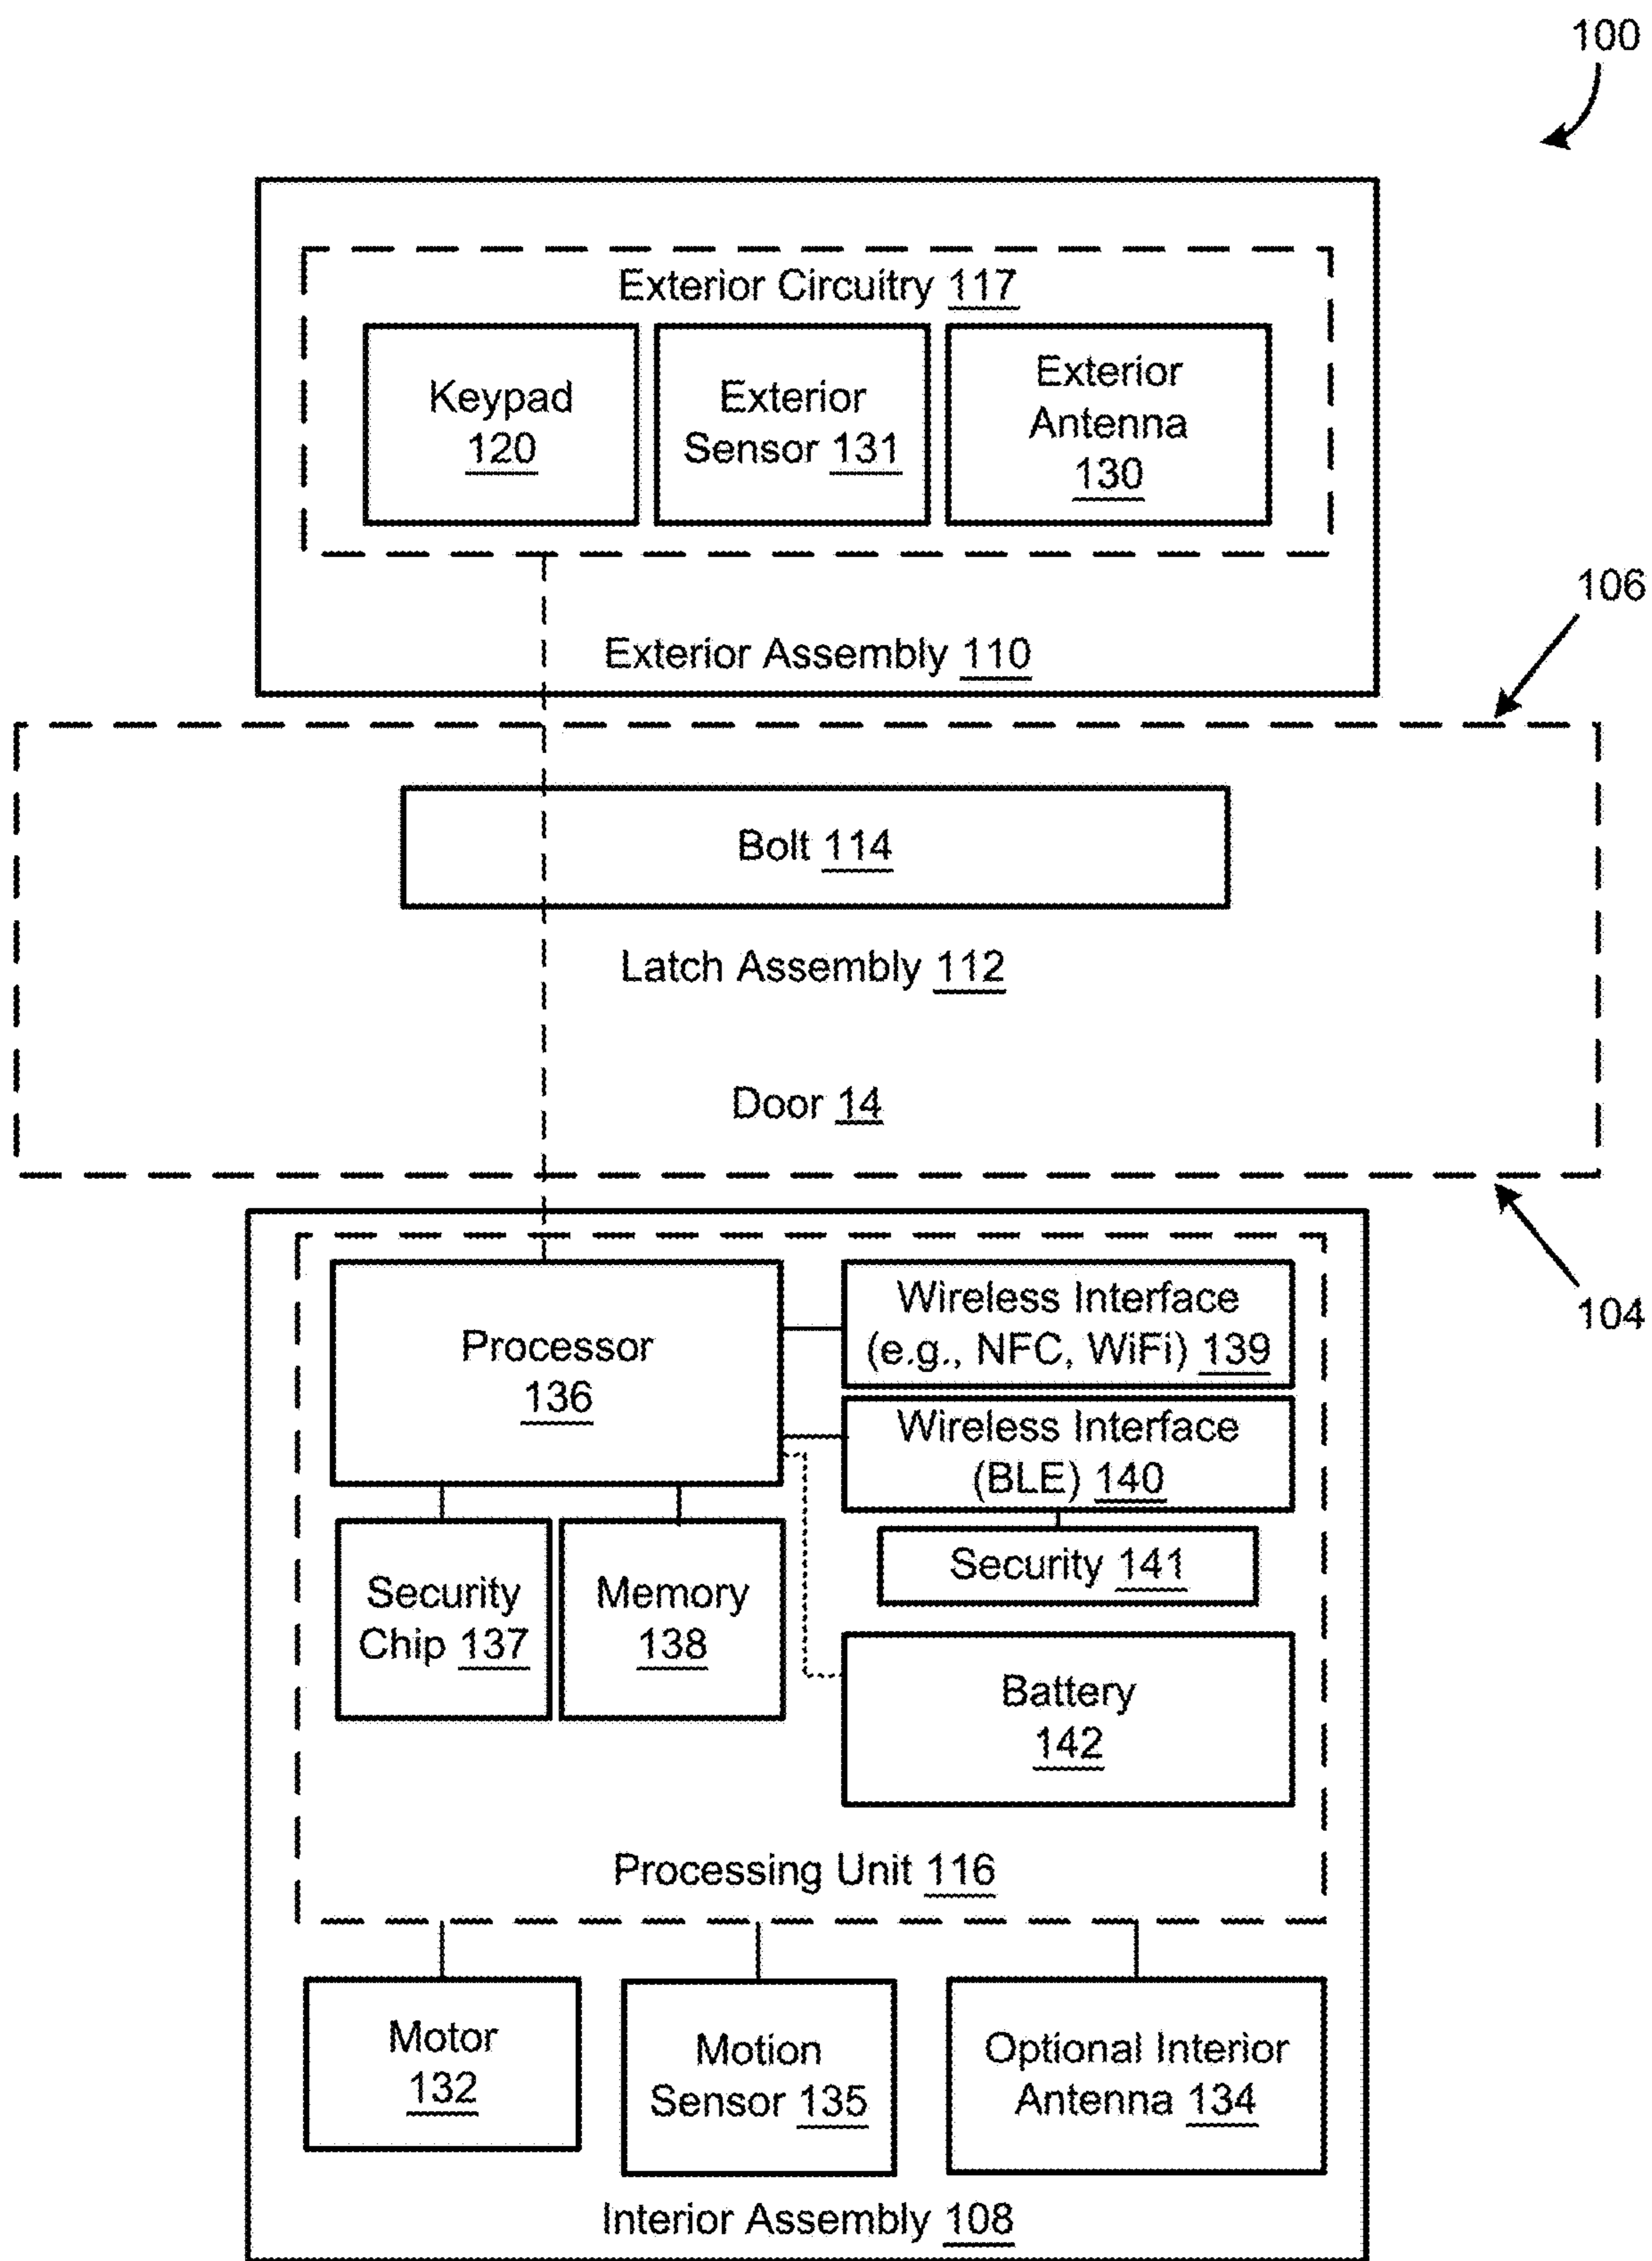 100
Exterior Circuitry 117
Keypad
120
Exterior
Sensor 131
Exterior
Antenna
130
106
Exterior Assembly 110
Bolt 114
Latch Assembly 112
Door 14
104
Processor
136
Wireless Interface
(e.g., NFC, WiFi) 139
Wireless Interface
(BLE) 140
Security 141
Security
Chip 137
Memory
138
Battery
142
Processing Unit 116
Motor
132
Motion
Sensor 135
Optional Interior
Antenna 134
Interior Assembly 108